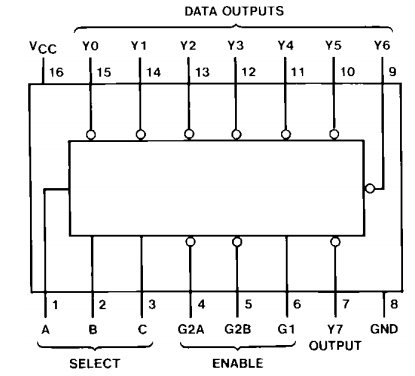 DATA OUTPUTS
VCC Y0 Y1 Y2 Y3 Y4 Y5 Y6
16 15 14 13 12 11 10 9
1 2 3 4 5 6 7 8
A B C G2A G2B G1 Y7 GND
OUTPUT
SELECT ENABLE